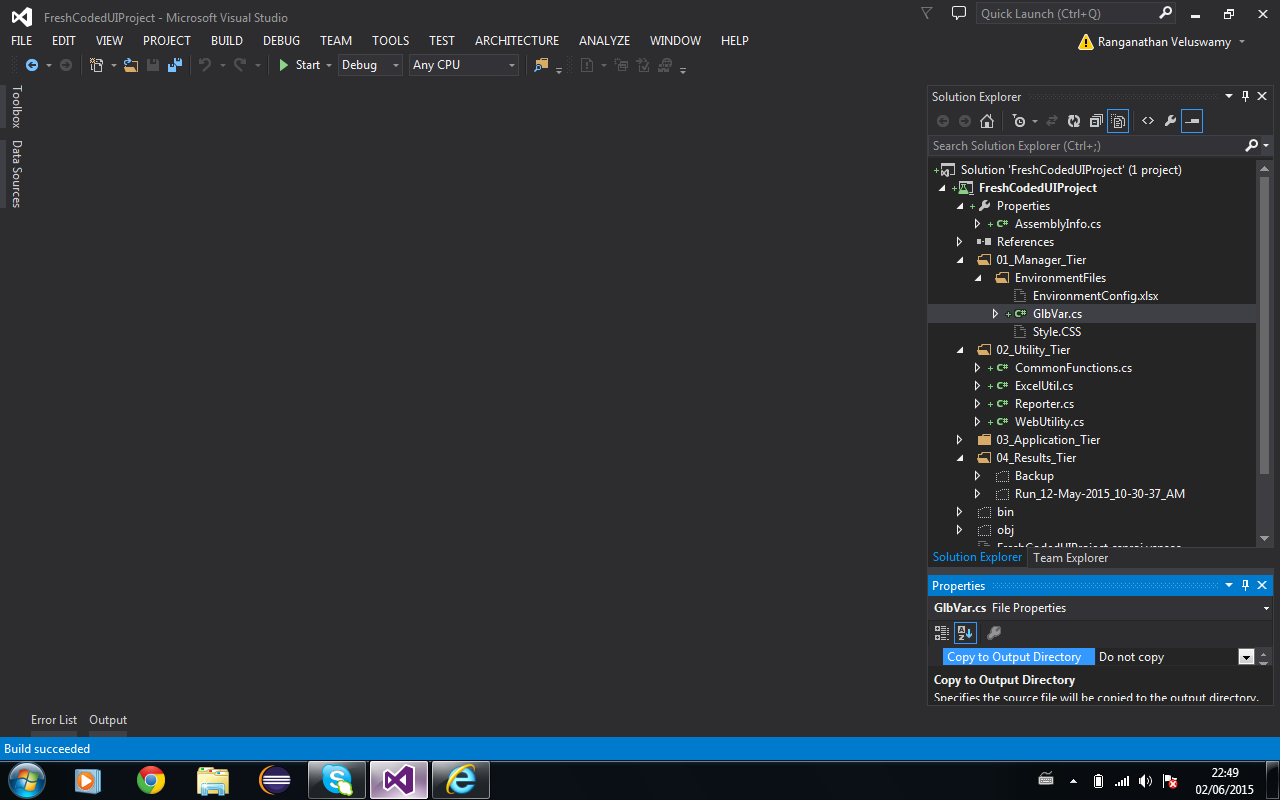 FreshCodedUIProject - Microsoft Visual Studio
Quick Launch (Ctrl+Q)
FILE EDIT VIEW PROJECT BUILD DEBUG TEAM TOOLS TEST ARCHITECTURE ANALYZE WINDOW HELP
Ranganathan Veluswamy
Start Debug Any CPU
Toolbox
Data Sources
Solution Explorer
Search Solution Explorer (Ctrl+;)
Solution 'FreshCodedUIProject' (1 project)
FreshCodedUIProject
Properties
C# AssemblyInfo.cs
References
01_Manager_Tier
EnvironmentFiles
EnvironmentConfig.xlsx
C# GlbVar.cs
Style.CSS
02_Utility_Tier
C# CommonFunctions.cs
C# ExcelUtil.cs
C# Reporter.cs
C# WebUtility.cs
03_Application_Tier
04_Results_Tier
Backup
Run_12-May-2015_10-30-37_AM
bin
obj
Solution Explorer Team Explorer
Properties
GlbVar.cs File Properties
Copy to Output Directory Do not copy
Copy to Output Directory
Specifies the source file will be copied to the output directory.
Error List Output
Build succeeded
22:49
02/06/2015